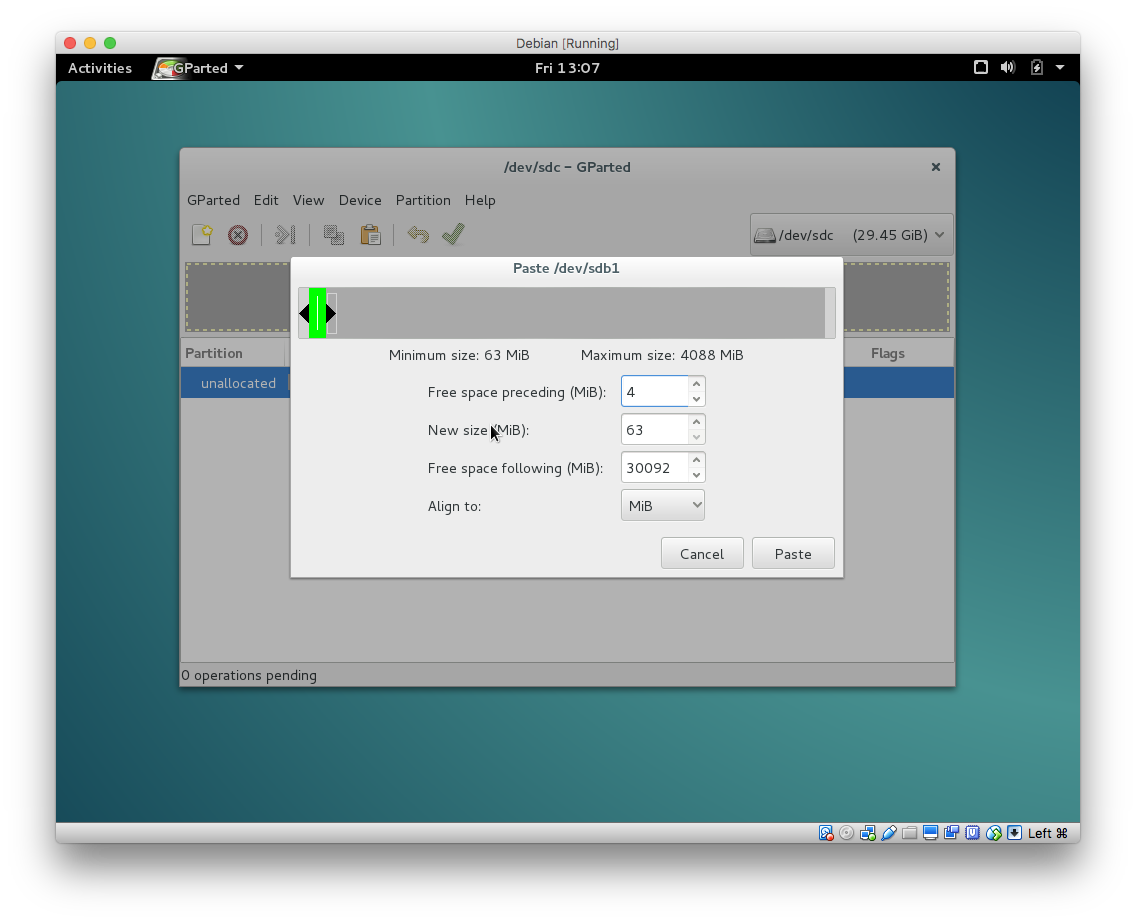 Debian [Running]
Activities GParted Fri 13:07
/dev/sdc – GParted
GParted Edit View Device Partition Help
/dev/sdc (29.45 GiB)
Paste /dev/sdb1
Partition Flags
Minimum size: 63 MiB Maximum size: 4088 MiB
unallocated
Free space preceding (MiB): 4
New size (MiB): 63
Free space following (MiB): 30092
Align to: MiB
Cancel Paste
0 operations pending
Left ⌘